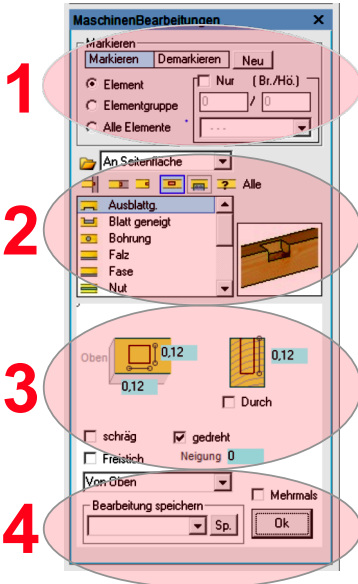 MaschinenBearbeitungen
Markieren
Markieren Demarkieren Neu
1
Element
Nur (Br./Hö.)
Elementgruppe
0 / 0
Alle Elemente
---
An Seitenfläche
? Alle
2
Ausblattg.
Blatt geneigt
Bohrung
Falz
Fase
Nut
3
Oben
0,12
0,12
0,12
Durch
schräg gedreht
Freistich Neigung 0
Von Oben
4
Mehrmals
Bearbeitung speichern
Sp. Ok